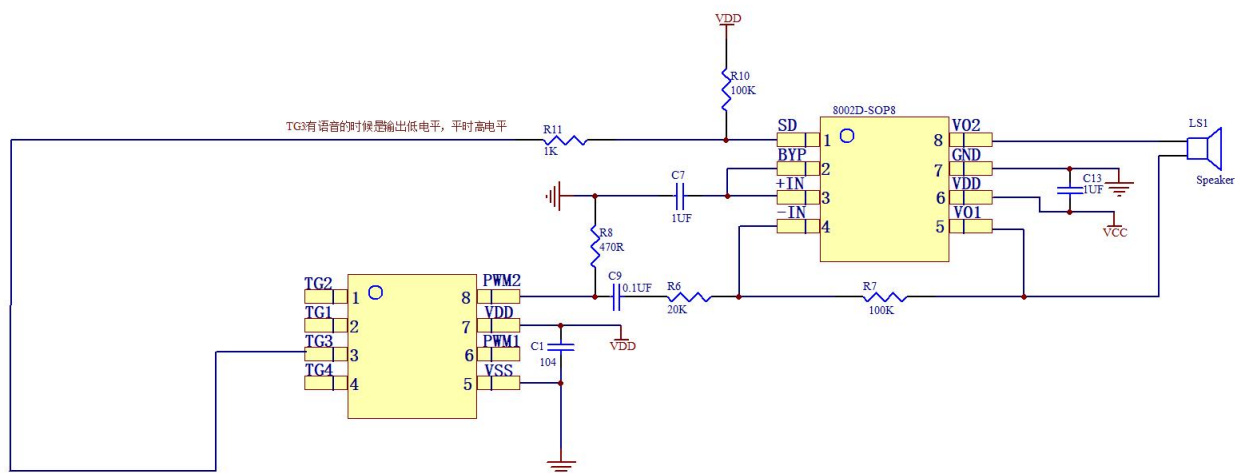 VDD
R10
100K
TG3有语音的时候是输出低电平，平时高电平
R11
1K
8002D-SOP8
SD
1
BYP
2
+IN
3
-IN
4
VO2
8
GND
7
VDD
6
VO1
5
LS1
Speaker
C13
1UF
VCC
C7
1UF
R8
470R
C9
0.1UF
R6
20K
R7
100K
TG2
1
TG1
2
TG3
3
TG4
4
PWM2
8
VDD
7
PWM1
6
VSS
5
C1
104
VDD